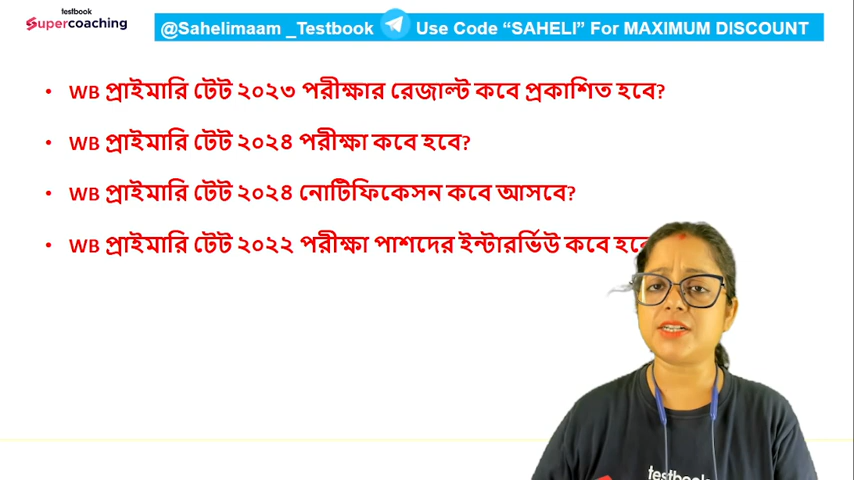 testbook
Supercoaching
@Sahelimaam _Testbook Use Code “SAHELI” For MAXIMUM DISCOUNT
• WB প্রাইমারি টেট ২০২৩ পরীক্ষার রেজাল্ট কবে প্রকাশিত হবে?
• WB প্রাইমারি টেট ২০২৪ পরীক্ষা কবে হবে?
• WB প্রাইমারি টেট ২০২৪ নোটিফিকেসন কবে আসবে?
• WB প্রাইমারি টেট ২০২২ পরীক্ষা পাশদের ইন্টারর্ভিউ কবে
testbook